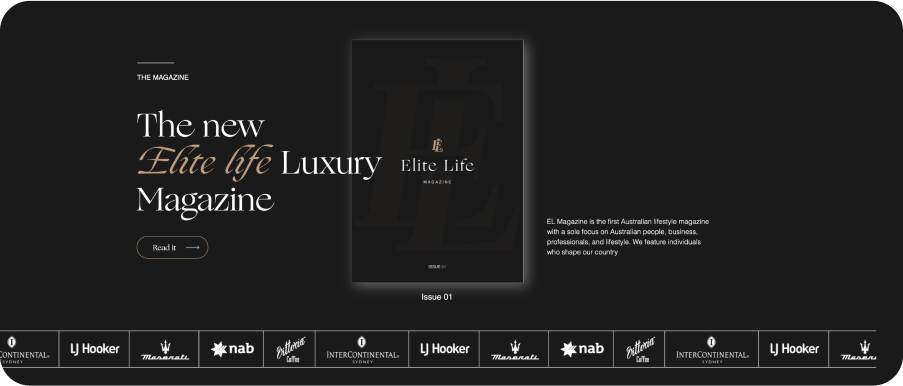 THE MAGAZINE
The new
Elite life Luxury
Magazine
Read it
EL
Elite Life
MAGAZINE
ISSUE 01
Issue 01
EL Magazine is the first Australian lifestyle magazine
with a sole focus on Australian people, business,
professionals, and lifestyle. We feature individuals
who shape our country
CONTINENTAL
SYDNEY
LJ Hooker
Maserati
nab
Vittoria
Coffee
INTERCONTINENTAL
SYDNEY
LJ Hooker
Maserati
nab
Vittoria
Coffee
INTERCONTINENTAL
SYDNEY
LJ Hooker
Masera